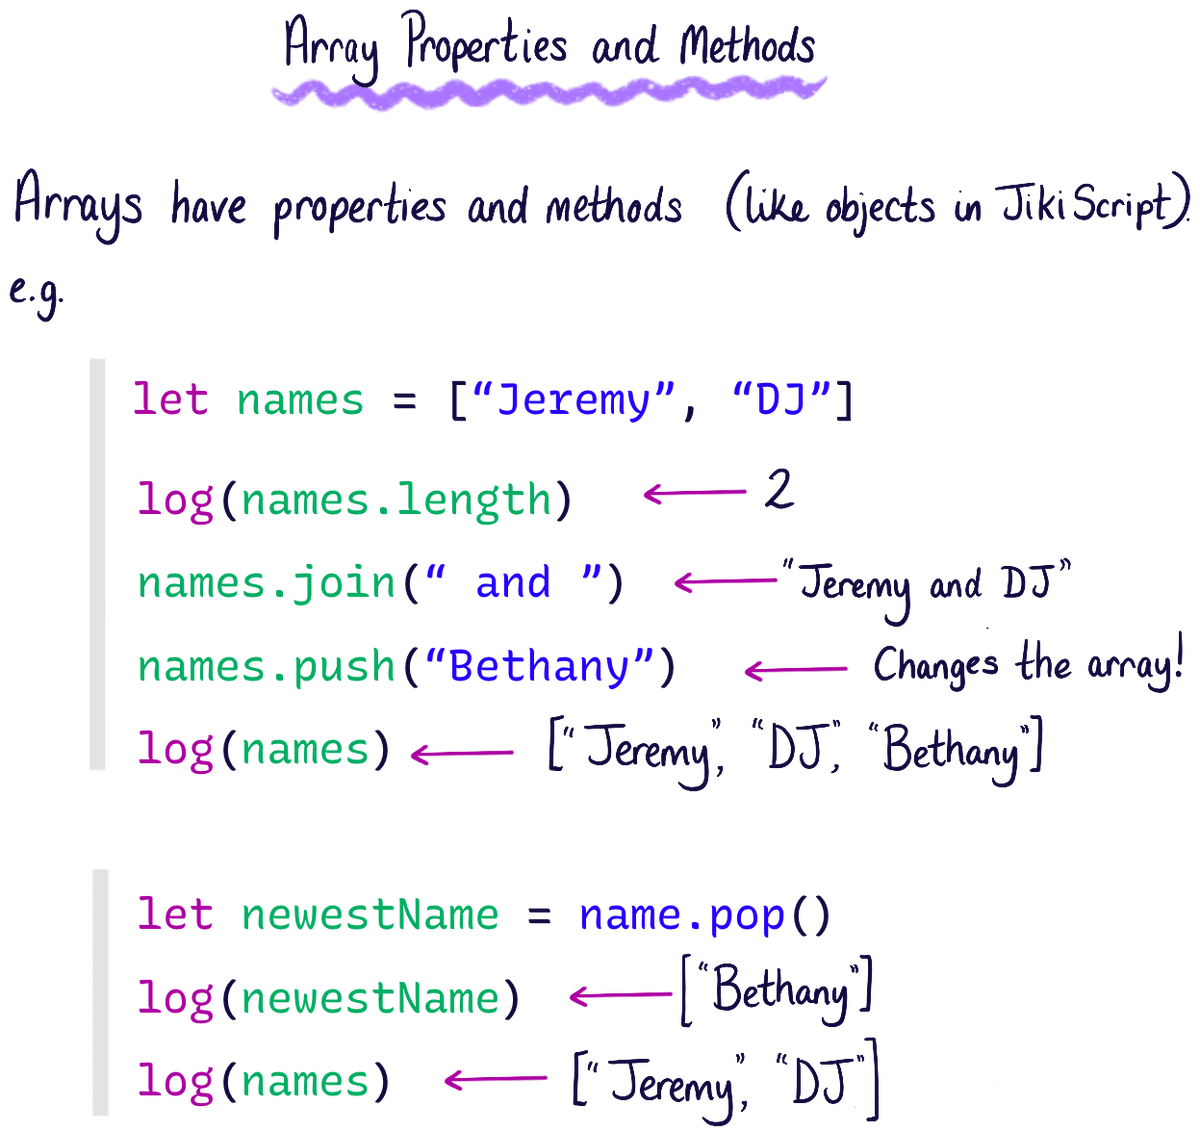 Array Properties and Methods
Arrays have properties and methods (like objects in JikiScript).
e.g.
let names = [“Jeremy”, “DJ”]
log(names.length) ← 2
names.join(“ and ”) ← “Jeremy and DJ”
names.push(“Bethany”) ← Changes the array!
log(names) ← [“Jeremy”, “DJ”, “Bethany”]
let newestName = name.pop()
log(newestName) ← [“Bethany”]
log(names) ← [“Jeremy”, “DJ”]